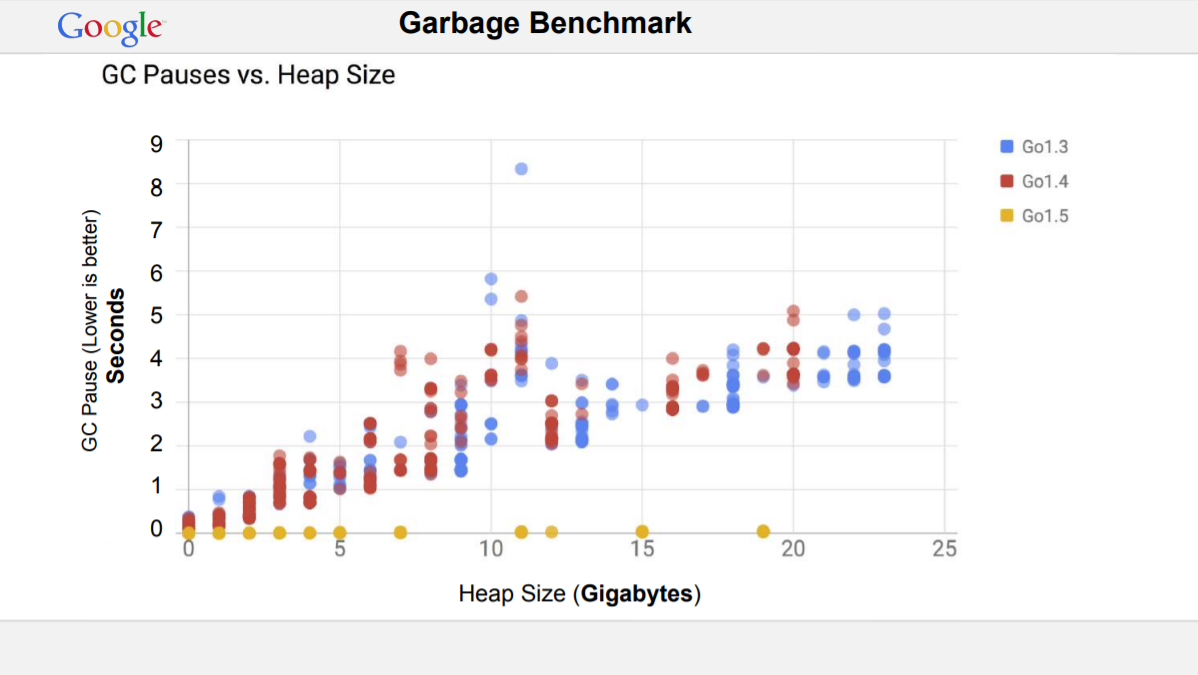 Google
Garbage Benchmark
GC Pauses vs. Heap Size
9
8
7
6
5
4
3
2
1
0
GC Pause (Lower is better)
Seconds
0 5 10 15 20 25
Heap Size (Gigabytes)
Go1.3
Go1.4
Go1.5